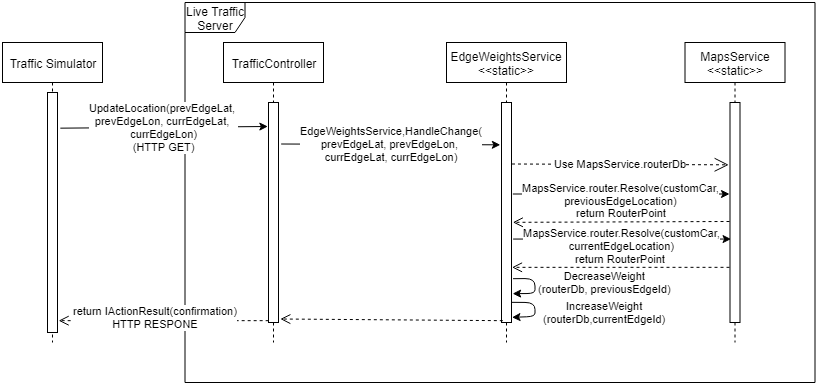 Live Traffic
Server
Traffic Simulator
TrafficController
EdgeWeightsService
<<static>>
MapsService
<<static>>
UpdateLocation(prevEdgeLat,
prevEdgeLon, currEdgeLat,
currEdgeLon)
(HTTP GET)
EdgeWeightsService,HandleChange(
prevEdgeLat, prevEdgeLon,
currEdgeLat, currEdgeLon)
Use MapsService.routerDb
MapsService.router.Resolve(customCar,
previousEdgeLocation)
return RouterPoint
MapsService.router.Resolve(customCar,
currentEdgeLocation)
return RouterPoint
DecreaseWeight
(routerDb, previousEdgeId)
IncreaseWeight
(routerDb,currentEdgeId)
return IActionResult(confirmation)
HTTP RESPONE